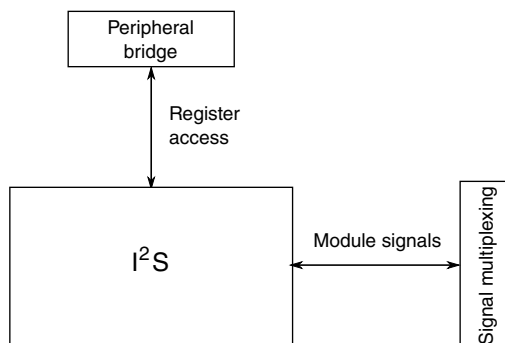 Peripheral
bridge
Register
access
I²S
Module signals
Signal multiplexing